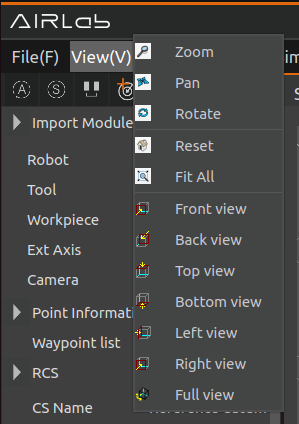 AIRLab
File(F) View(V)
Zoom
Pan
Rotate
Reset
Fit All
Front view
Back view
Top view
Bottom view
Left view
Right view
Full view
A S
Import Module
Robot
Tool
Workpiece
Ext Axis
Camera
Point Informat
Waypoint list
RCS
CS Name